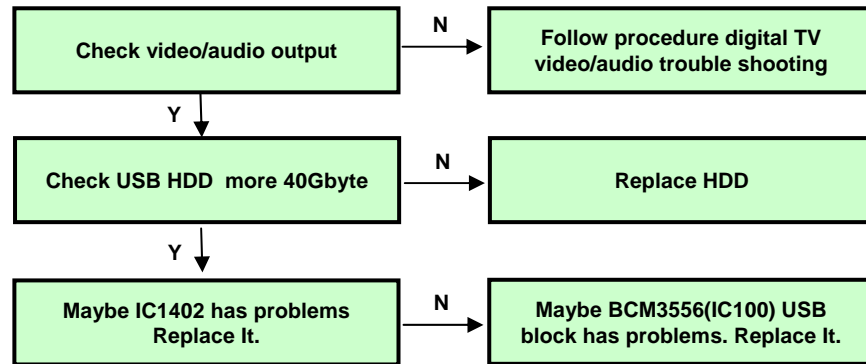 Check video/audio output
N
Follow procedure digital TV
video/audio trouble shooting
Y
Check USB HDD  more 40Gbyte
N
Replace HDD
Y
Maybe IC1402 has problems
Replace It.
N
Maybe BCM3556(IC100) USB
block has problems. Replace It.